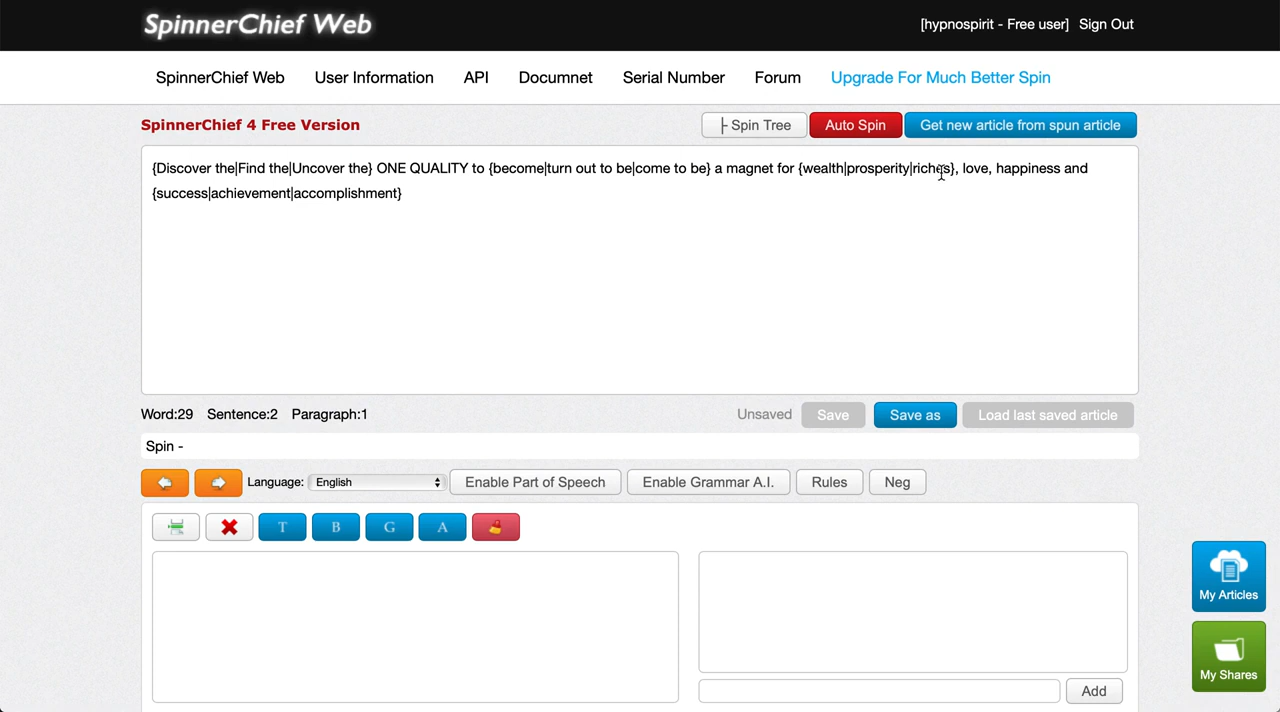 SpinnerChief Web
[hypnospirit - Free user] Sign Out
SpinnerChief Web User Information API Documnet Serial Number Forum Upgrade For Much Better Spin
SpinnerChief 4 Free Version
├ Spin Tree Auto Spin Get new article from spun article
{Discover the|Find the|Uncover the} ONE QUALITY to {become|turn out to be|come to be} a magnet for {wealth|prosperity|riches}, love, happiness and
{success|achievement|accomplishment}
Word:29 Sentence:2 Paragraph:1
Unsaved Save Save as Load last saved article
Spin -
Language: English Enable Part of Speech Enable Grammar A.I. Rules Neg
T B G A
My Articles
My Shares
Add